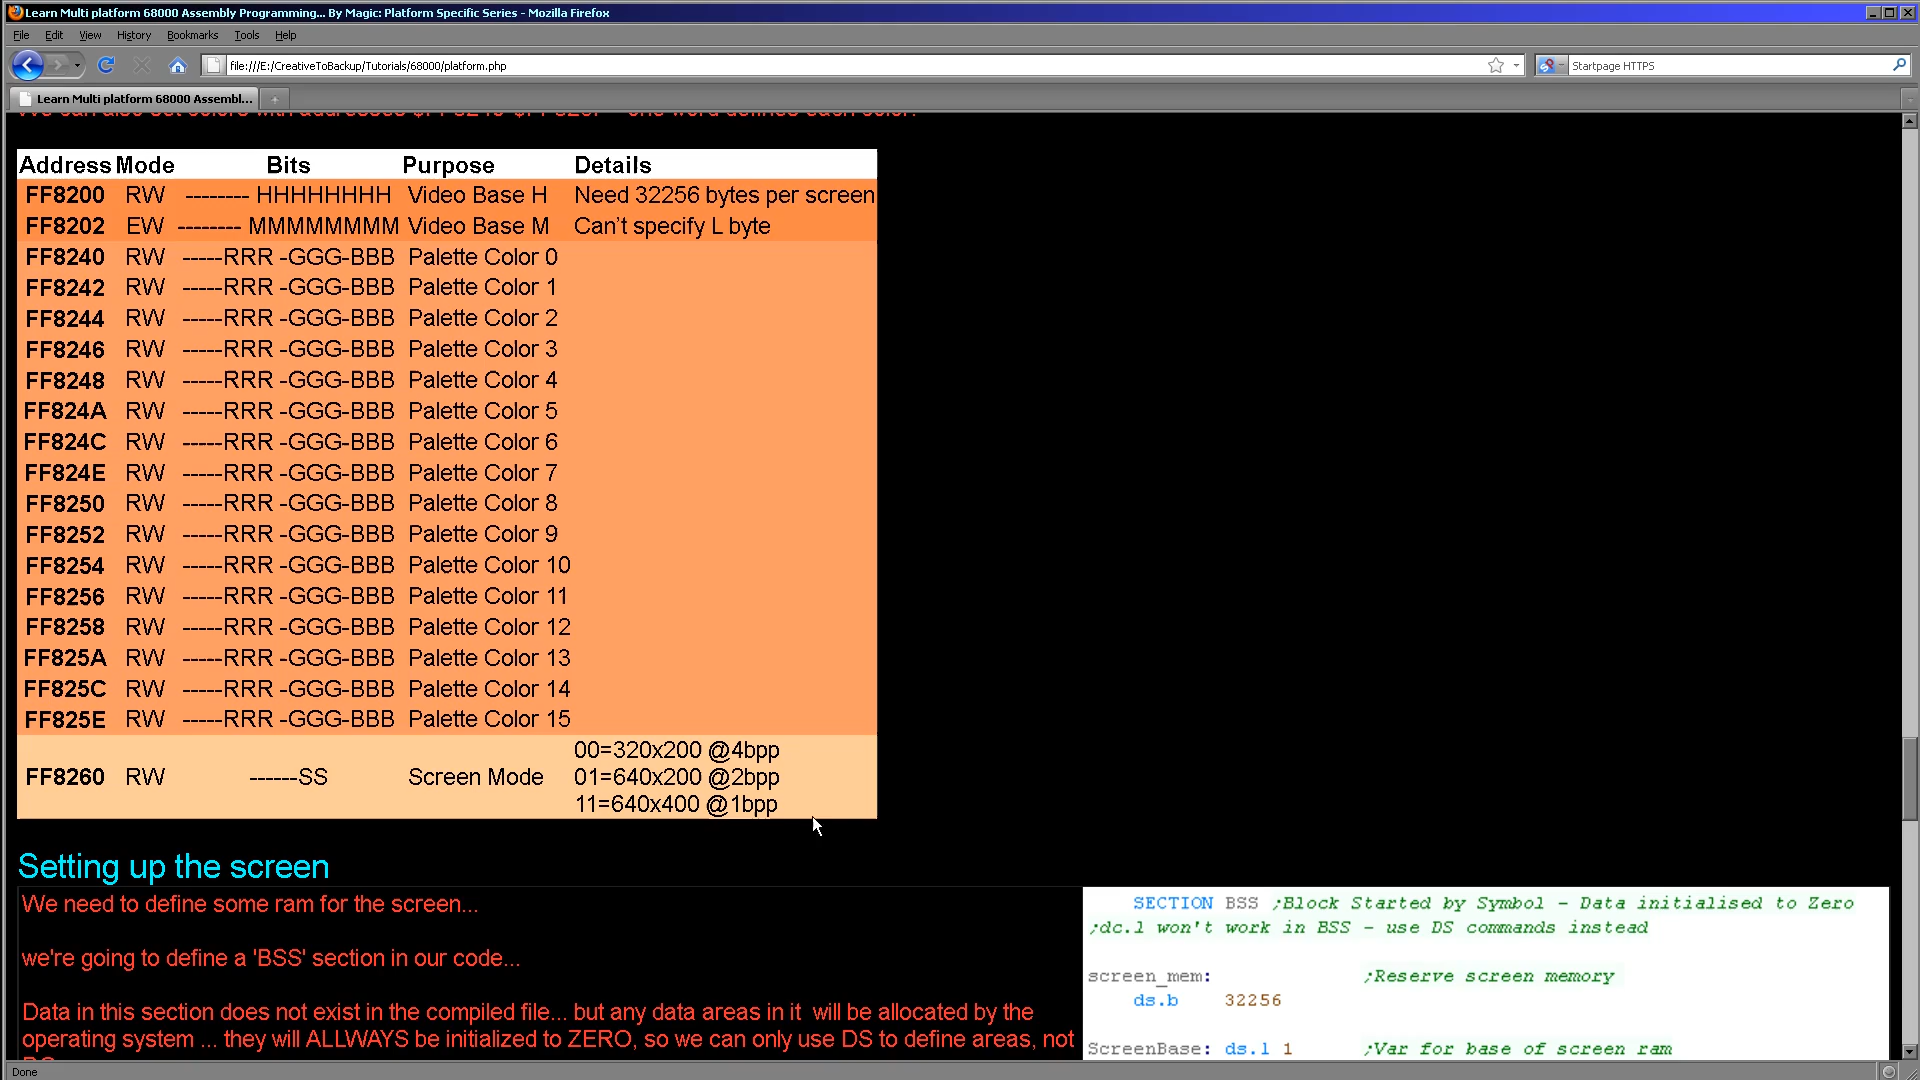 Learn Multi platform 68000 Assembly Programming... By Magic: Platform Specific Series - Mozilla Firefox
File Edit View History Bookmarks Tools Help
file:///E:/CreativeToBackup/Tutorials/68000/platform.php
Startpage HTTPS
Learn Multi platform 68000 Assembl...
Address Mode Bits Purpose Details
FF8200 RW -------- HHHHHHHH Video Base H Need 32256 bytes per screen
FF8202 EW -------- MMMMMMMM Video Base M Can't specify L byte
FF8240 RW -----RRR -GGG-BBB Palette Color 0
FF8242 RW -----RRR -GGG-BBB Palette Color 1
FF8244 RW -----RRR -GGG-BBB Palette Color 2
FF8246 RW -----RRR -GGG-BBB Palette Color 3
FF8248 RW -----RRR -GGG-BBB Palette Color 4
FF824A RW -----RRR -GGG-BBB Palette Color 5
FF824C RW -----RRR -GGG-BBB Palette Color 6
FF824E RW -----RRR -GGG-BBB Palette Color 7
FF8250 RW -----RRR -GGG-BBB Palette Color 8
FF8252 RW -----RRR -GGG-BBB Palette Color 9
FF8254 RW -----RRR -GGG-BBB Palette Color 10
FF8256 RW -----RRR -GGG-BBB Palette Color 11
FF8258 RW -----RRR -GGG-BBB Palette Color 12
FF825A RW -----RRR -GGG-BBB Palette Color 13
FF825C RW -----RRR -GGG-BBB Palette Color 14
FF825E RW -----RRR -GGG-BBB Palette Color 15
00=320x200 @4bpp
FF8260 RW ------SS Screen Mode 01=640x200 @2bpp
11=640x400 @1bpp
Setting up the screen
We need to define some ram for the screen...
we're going to define a 'BSS' section in our code...
Data in this section does not exist in the compiled file... but any data areas in it will be allocated by the
operating system ... they will ALLWAYS be initialized to ZERO, so we can only use DS to define areas, not
SECTION BSS ;Block Started by Symbol - Data initialised to Zero
;dc.l won't work in BSS - use DS commands instead
screen_mem: ;Reserve screen memory
ds.b 32256
ScreenBase: ds.l 1 ;Var for base of screen ram
Done